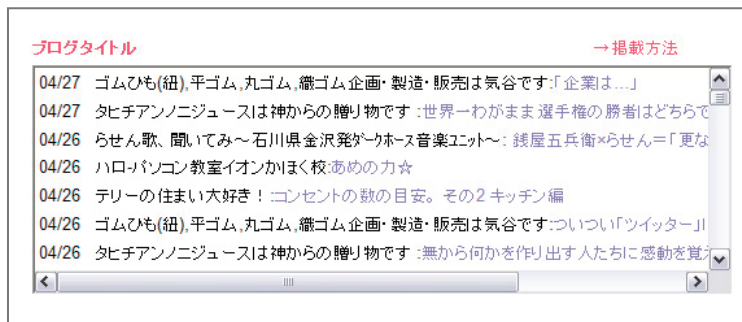 ブログタイトル →掲載方法
04/27 ゴムひも(紐),平ゴム,丸ゴム,織ゴム企画・製造・販売は気谷です:「企業は...」
04/27 タヒチアンノニジュースは神からの贈り物です :世界一わがまま選手権の勝者はどちらで
04/26 らせん歌、聞いてみ～石川県金沢発ダークホース音楽ユニット～: 銭屋五兵衛×らせん＝「更な
04/26 ハロ-パソコン教室イオンかほく校:あめの力☆
04/26 テリーの住まい大好き！:コンセントの数の目安。その2 キッチン編
04/26 ゴムひも(紐),平ゴム,丸ゴム,織ゴム企画・製造・販売は気谷です:ついつい「ツイッター」
04/26 タヒチアンノニジュースは神からの贈り物です :無から何かを作り出す人たちに感動を覚え